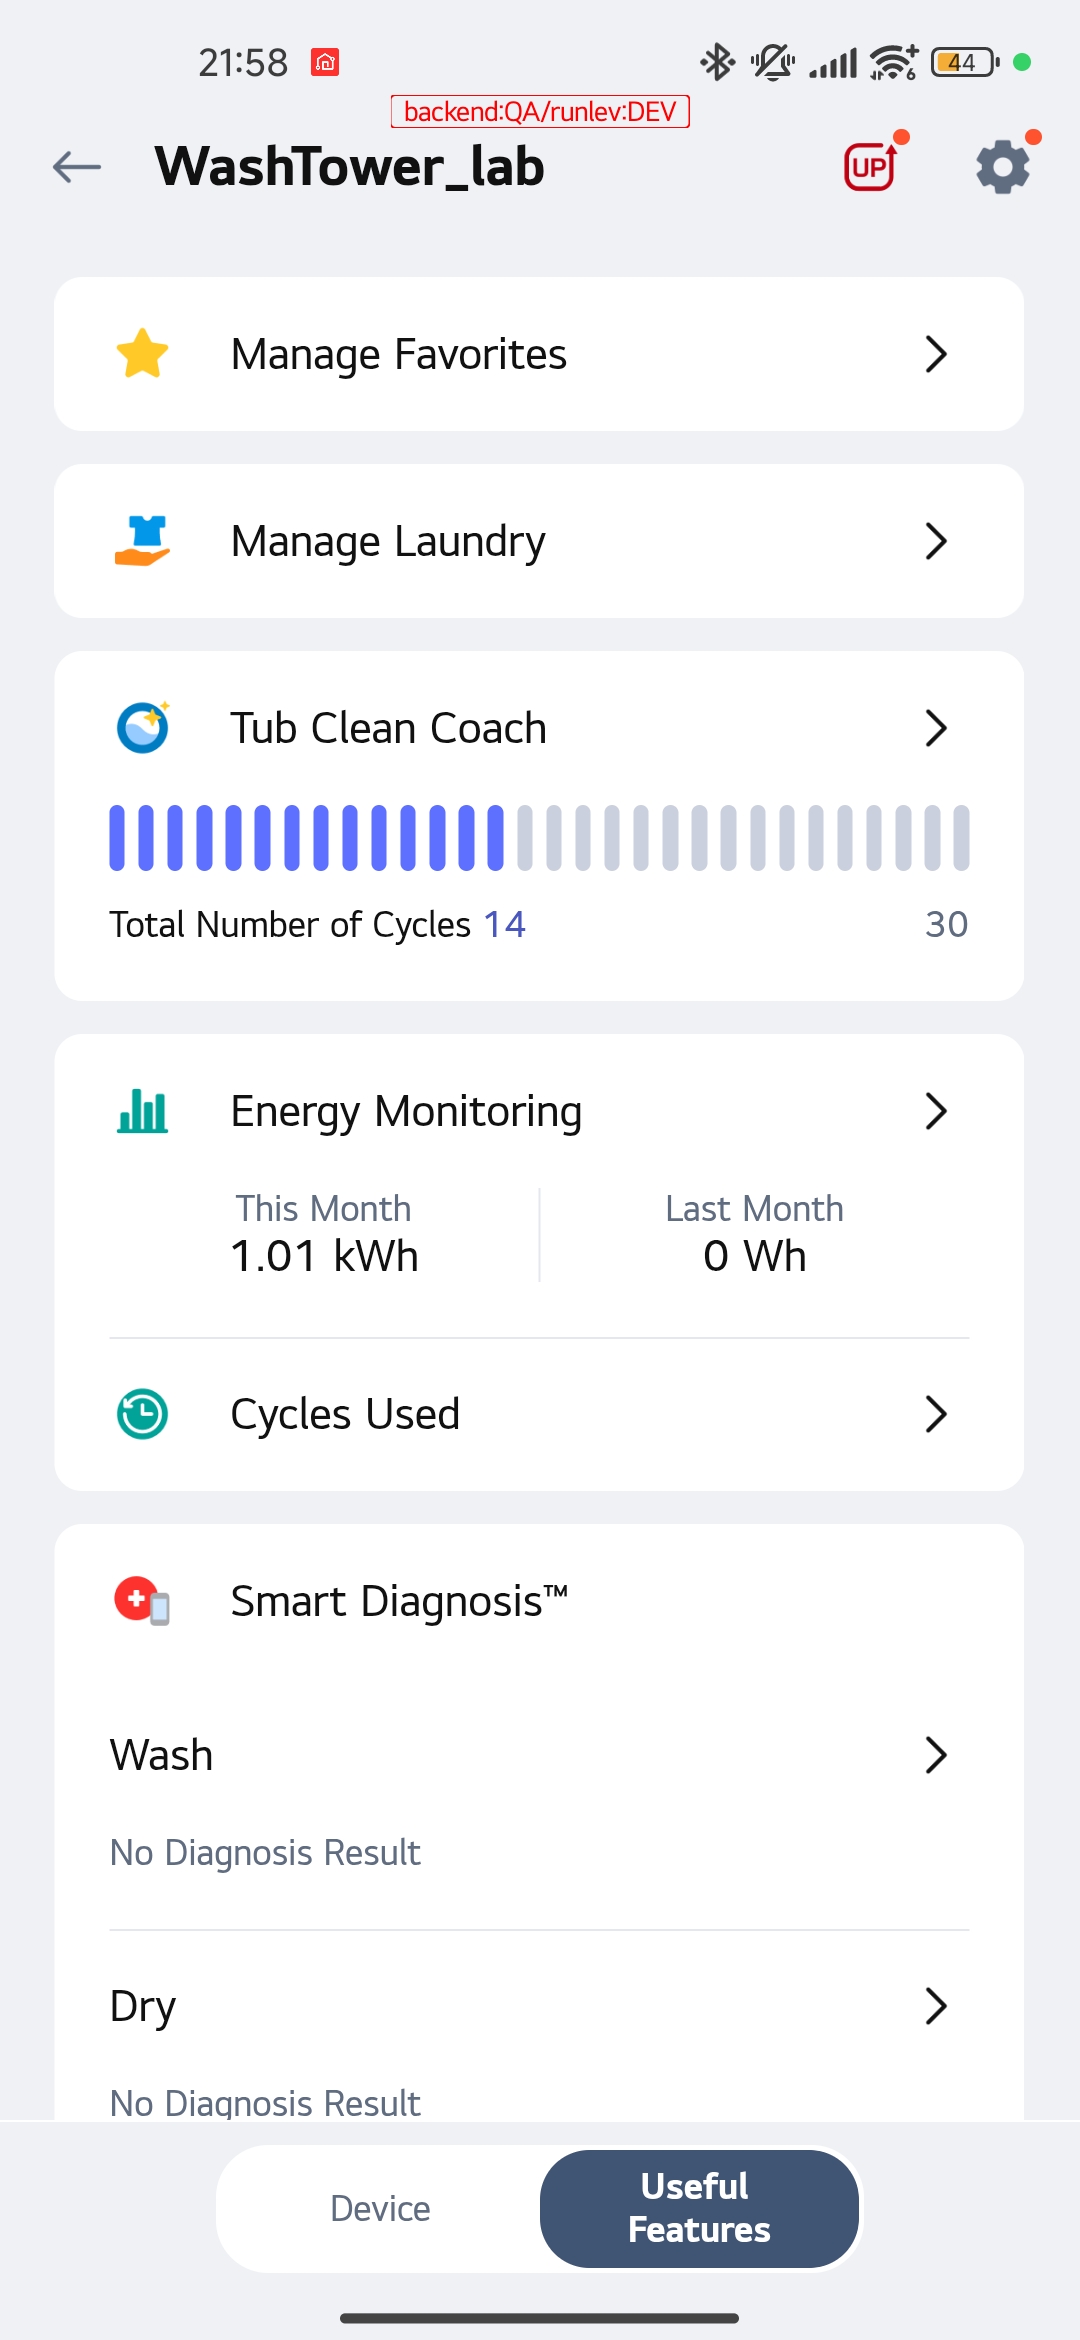 21:58
44
backend:QA/runlev:DEV
WashTower_lab
UP
Manage Favorites
Manage Laundry
Tub Clean Coach
Total Number of Cycles 14
30
Energy Monitoring
This Month
1.01 kWh
Last Month
0 Wh
Cycles Used
Smart Diagnosis™
Wash
No Diagnosis Result
Dry
No Diagnosis Result
Device
Useful
Features